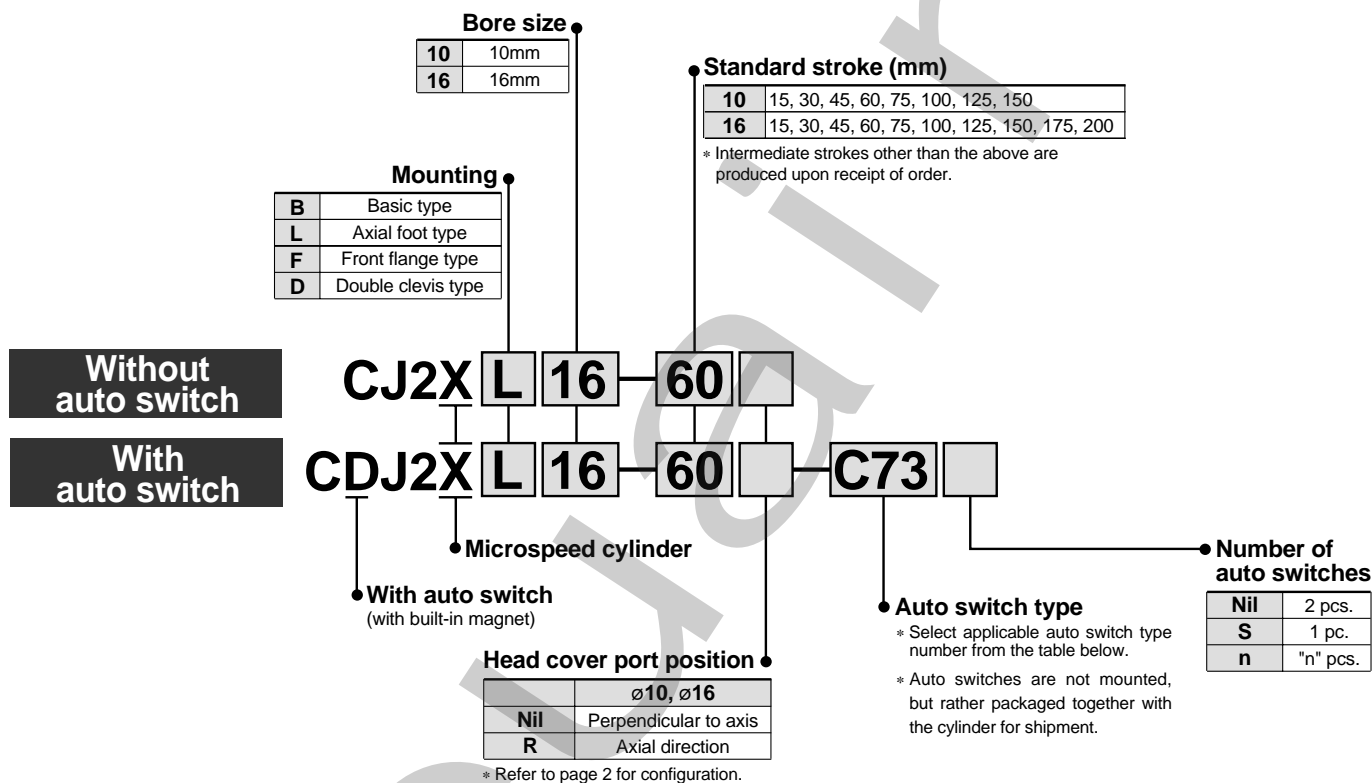 Bore size
10 10mm
16 16mm
Standard stroke (mm)
10 15, 30, 45, 60, 75, 100, 125, 150
16 15, 30, 45, 60, 75, 100, 125, 150, 175, 200
* Intermediate strokes other than the above are
produced upon receipt of order.
Mounting
B Basic type
L Axial foot type
F Front flange type
D Double clevis type
Without
auto switch
CJ2X L 16 60
With
auto switch
CDJ2X L 16 60 C73
Microspeed cylinder
With auto switch
(with built-in magnet)
Head cover port position
ø10, ø16
Nil Perpendicular to axis
R Axial direction
* Refer to page 2 for configuration.
Auto switch type
* Select applicable auto switch type
number from the table below.
* Auto switches are not mounted,
but rather packaged together with
the cylinder for shipment.
Number of
auto switches
Nil 2 pcs.
S 1 pc.
n "n" pcs.